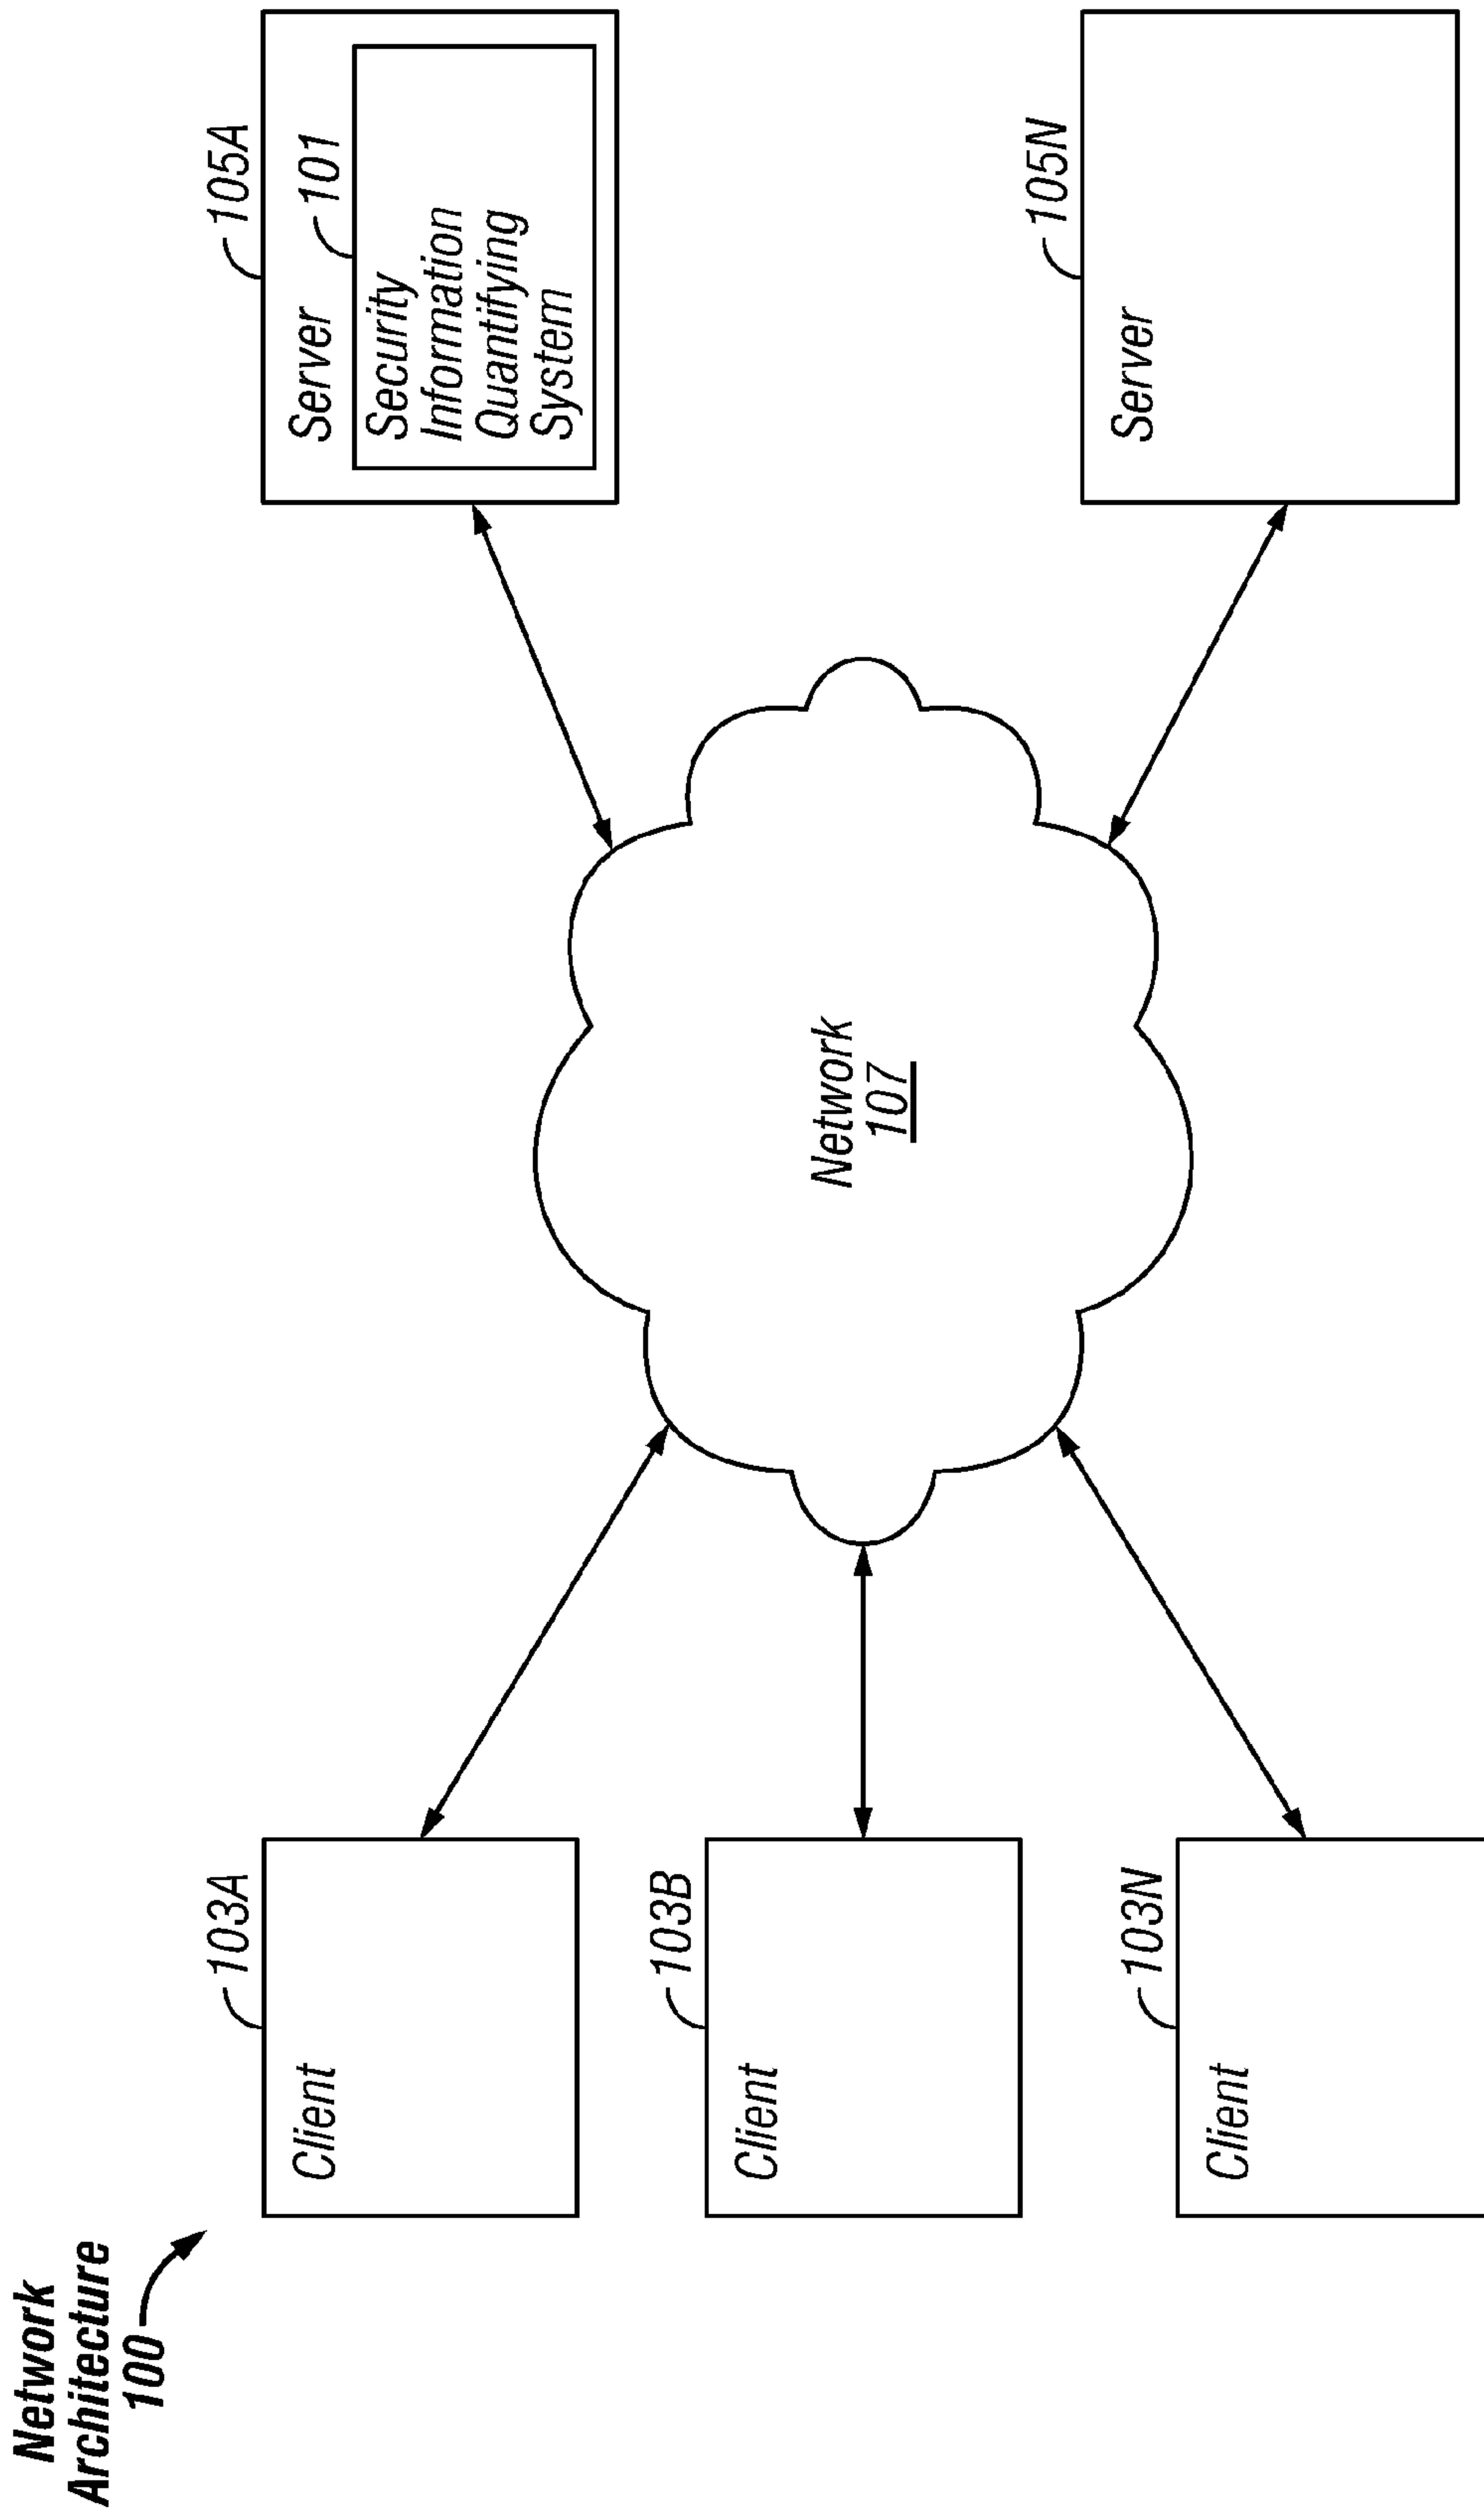 Network
Architecture
100
103A
Client
103B
Client
103N
Client
Network
107
105A
Server
101
Security
Information
Quantifying
System
105N
Server